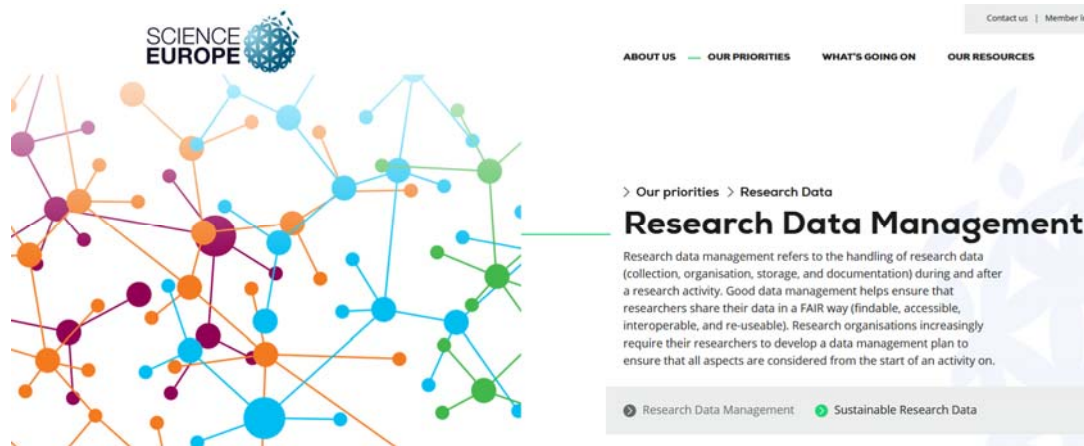 SCIENCE
EUROPE
Contact us | Member
ABOUT US
OUR PRIORITIES
WHAT'S GOING ON
OUR RESOURCES
> Our priorities > Research Data
Research Data Management
Research data management refers to the handling of research data
(collection, organisation, storage, and documentation) during and after
a research activity. Good data management helps ensure that
researchers share their data in a FAIR way (findable, accessible,
interoperable, and re-useable). Research organisations increasingly
require their researchers to develop a data management plan to
ensure that all aspects are considered from the start of an activity on.
Research Data Management
Sustainable Research Data